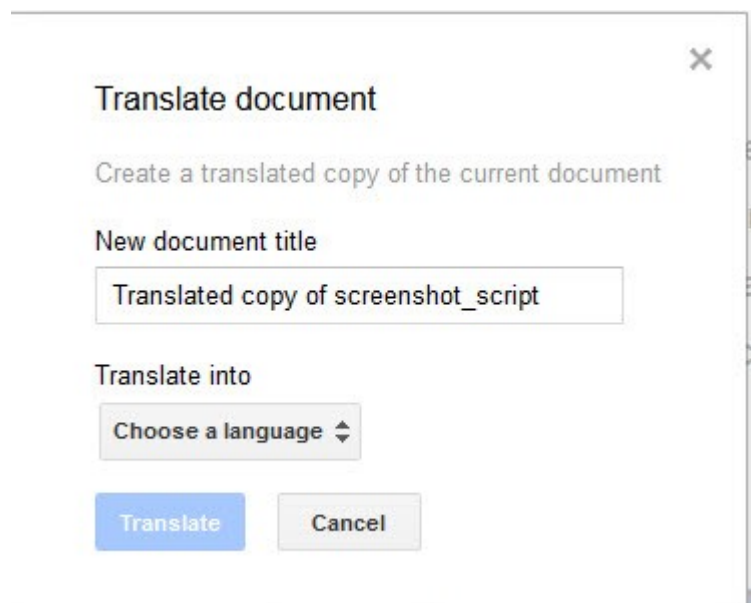 Translate document
Create a translated copy of the current document
New document title
Translated copy of screenshot_script
Translate into
Choose a language
Translate
Cancel